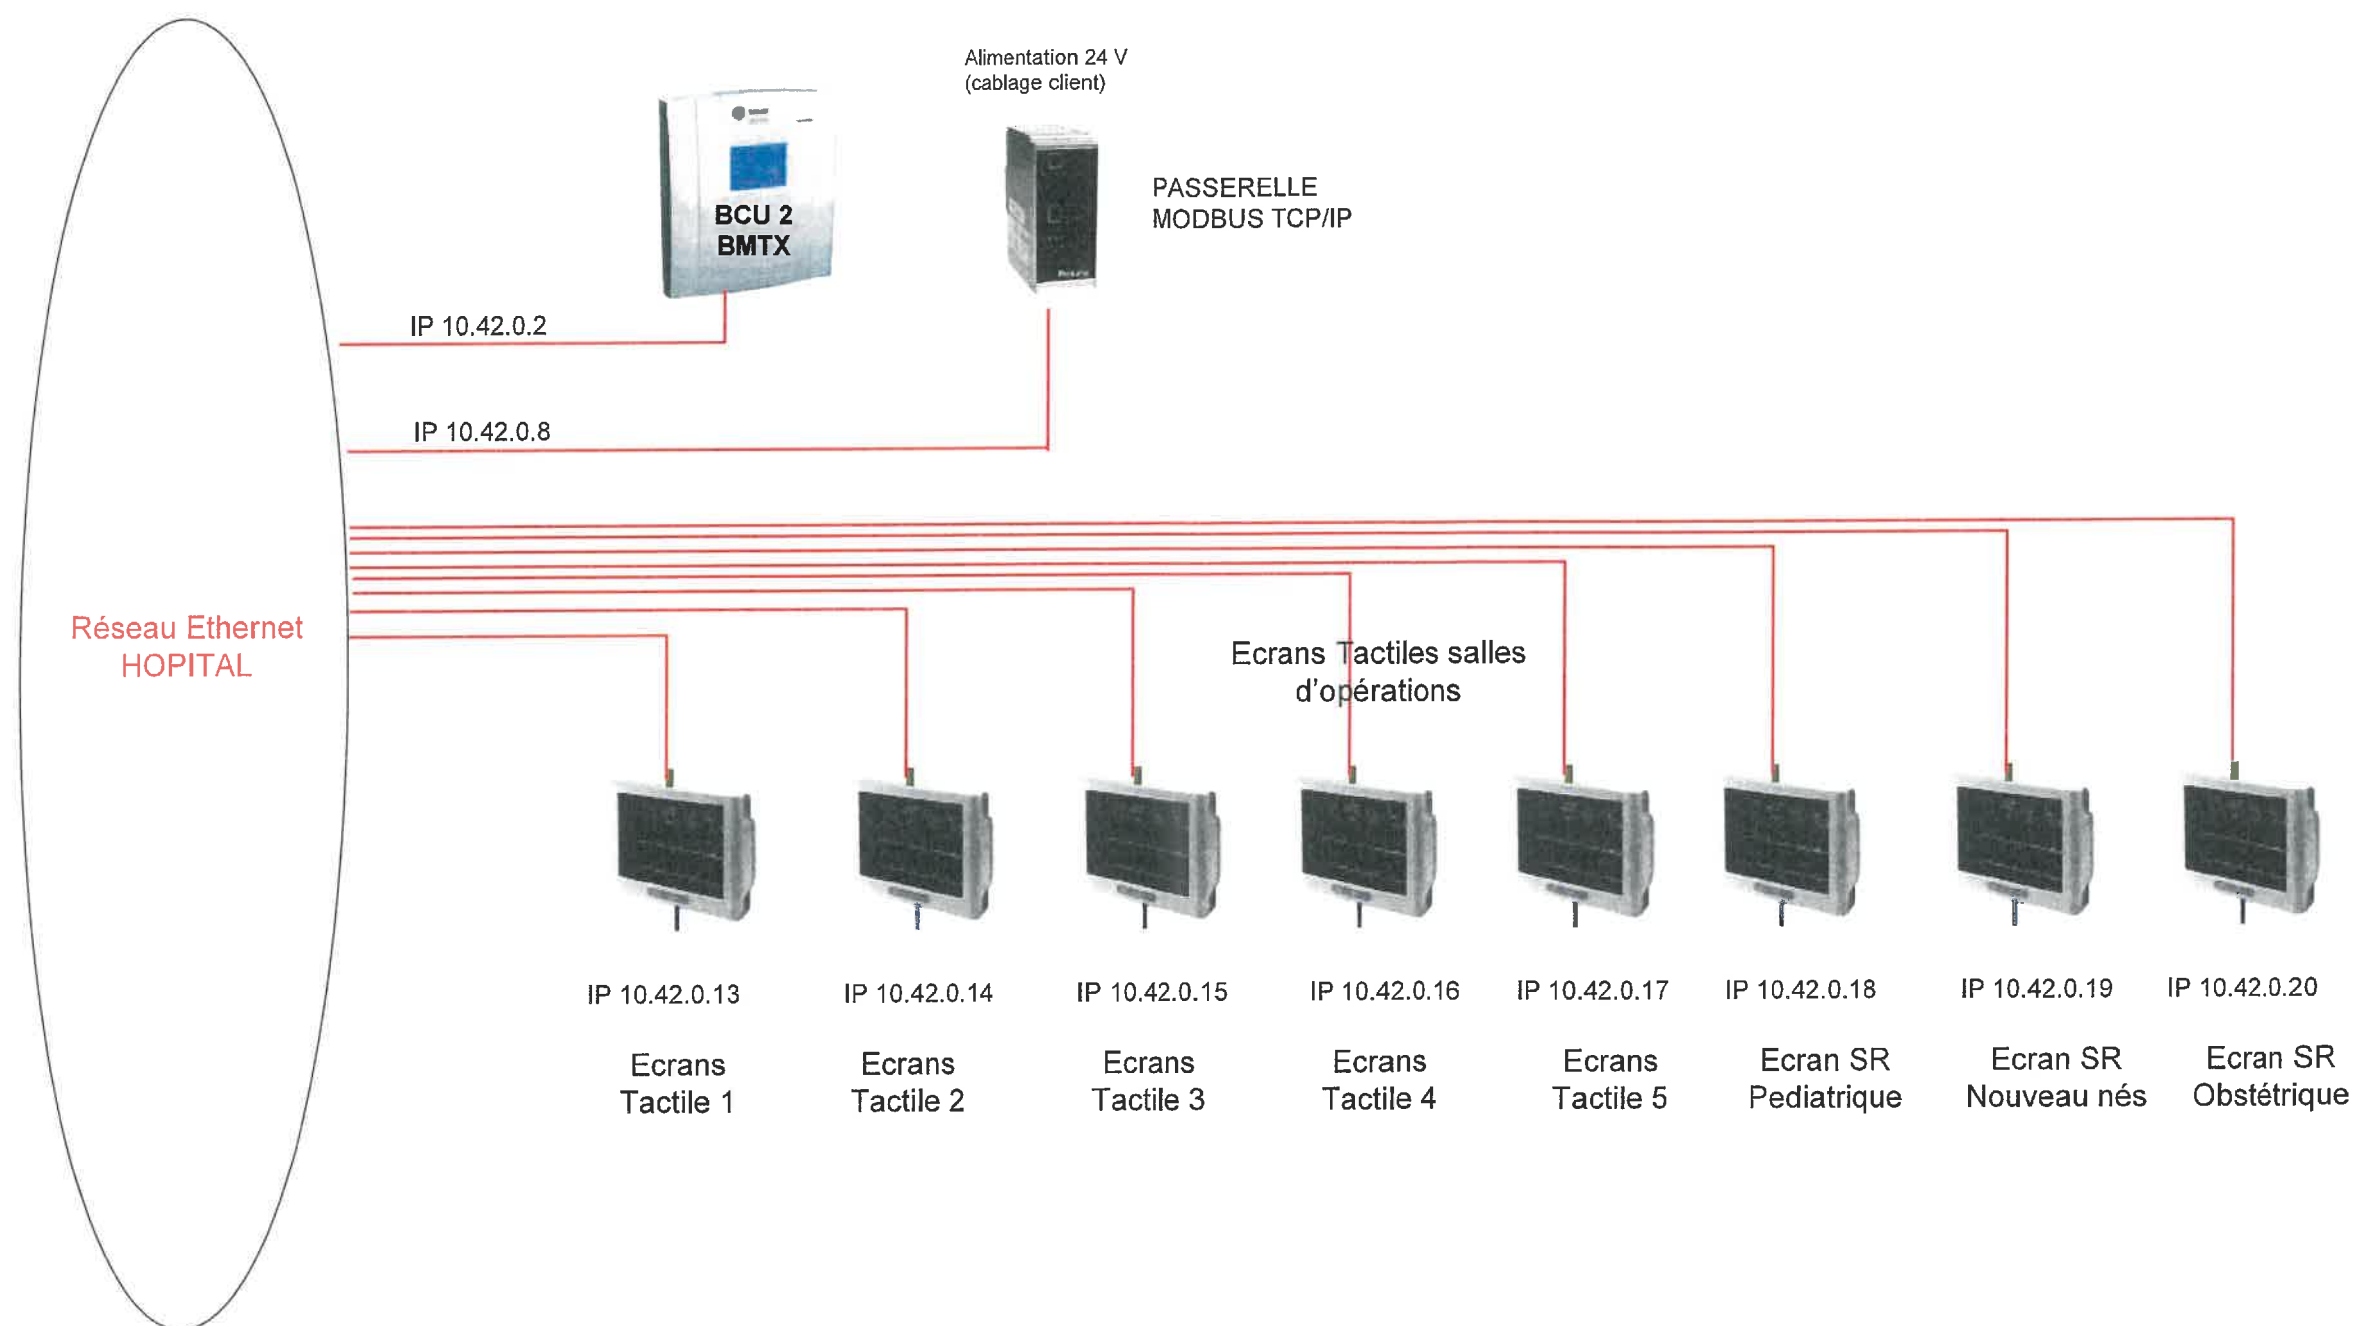 Alimentation 24 V
(cablage client)
BCU 2
BMTX
PASSERELLE
MODBUS TCP/IP
IP 10.42.0.2
IP 10.42.0.8
Réseau Ethernet
HOPITAL
Ecrans Tactiles salles
d'opérations
IP 10.42.0.13
IP 10.42.0.14
IP 10.42.0.15
IP 10.42.0.16
IP 10.42.0.17
IP 10.42.0.18
IP 10.42.0.19
IP 10.42.0.20
Ecrans
Tactile 1
Ecrans
Tactile 2
Ecrans
Tactile 3
Ecrans
Tactile 4
Ecrans
Tactile 5
Ecran SR
Pediatrique
Ecran SR
Nouveau nés
Ecran SR
Obstétrique